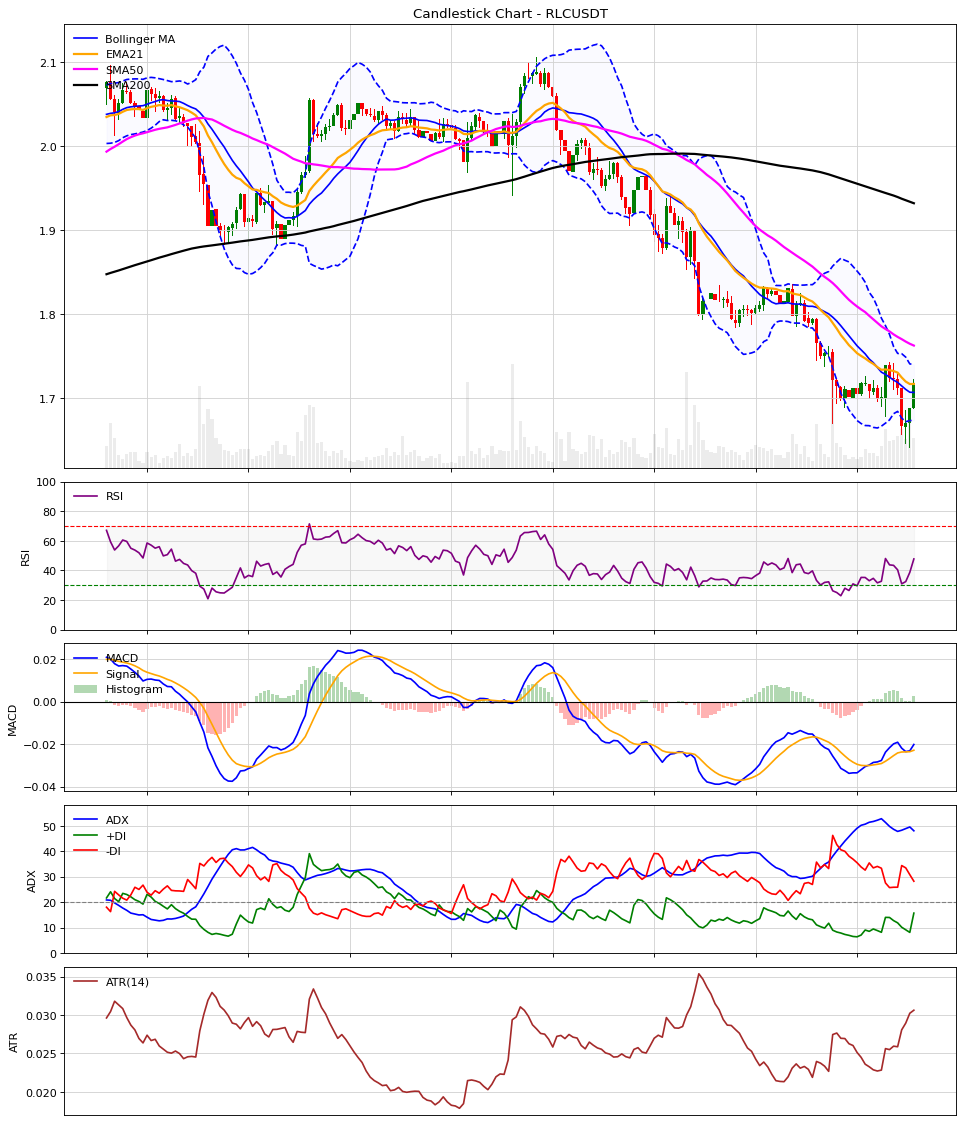 Candlestick Chart - RLCUSDT
Bollinger MA
EMA21
SMA50
SMA200
2.1
2.0
1.9
1.8
1.7
RSI
RSI
100
80
60
40
20
0
MACD
Signal
Histogram
MACD
0.02
0.00
−0.02
−0.04
ADX
+DI
-DI
ADX
50
40
30
20
10
0
ATR(14)
ATR
0.035
0.030
0.025
0.020